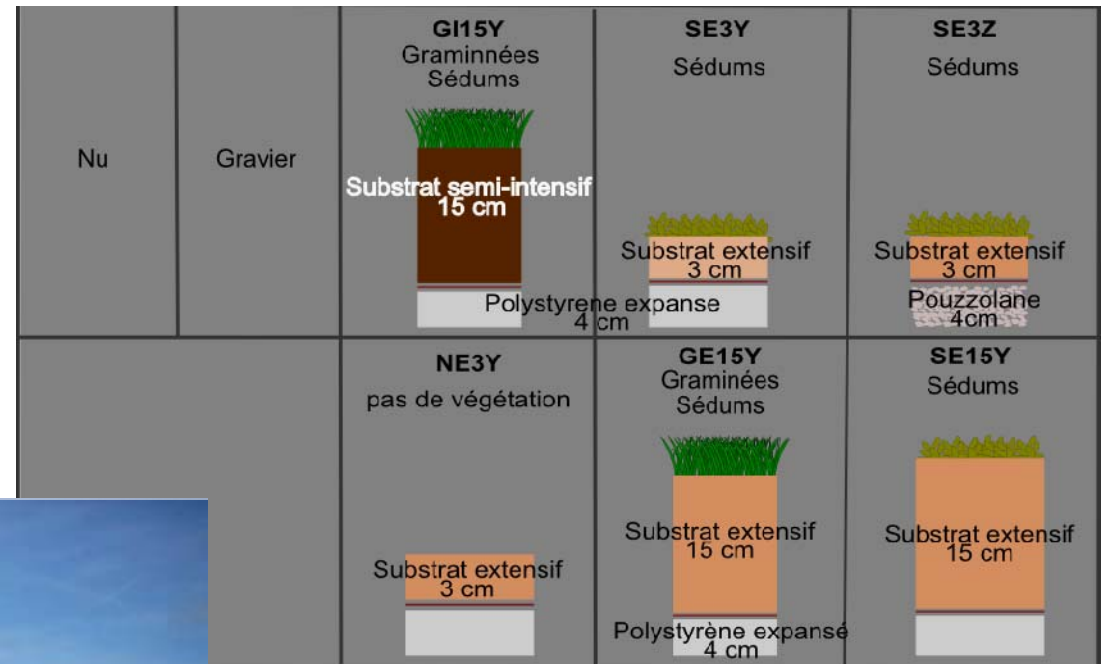 Nu
Gravier
GI15Y
Graminnées
Sédums
Substrat semi-intensif
15 cm
SE3Y
Sédums
Substrat extensif
3 cm
SE3Z
Sédums
Substrat extensif
3 cm
Polystyrene expanse
4 cm
Pouzzolane
4cm
NE3Y
pas de végétation
Substrat extensif
3 cm
GE15Y
Graminées
Sédums
Substrat extensif
15 cm
Polystyrène expansé
4 cm
SE15Y
Sédums
Substrat extensif
15 cm